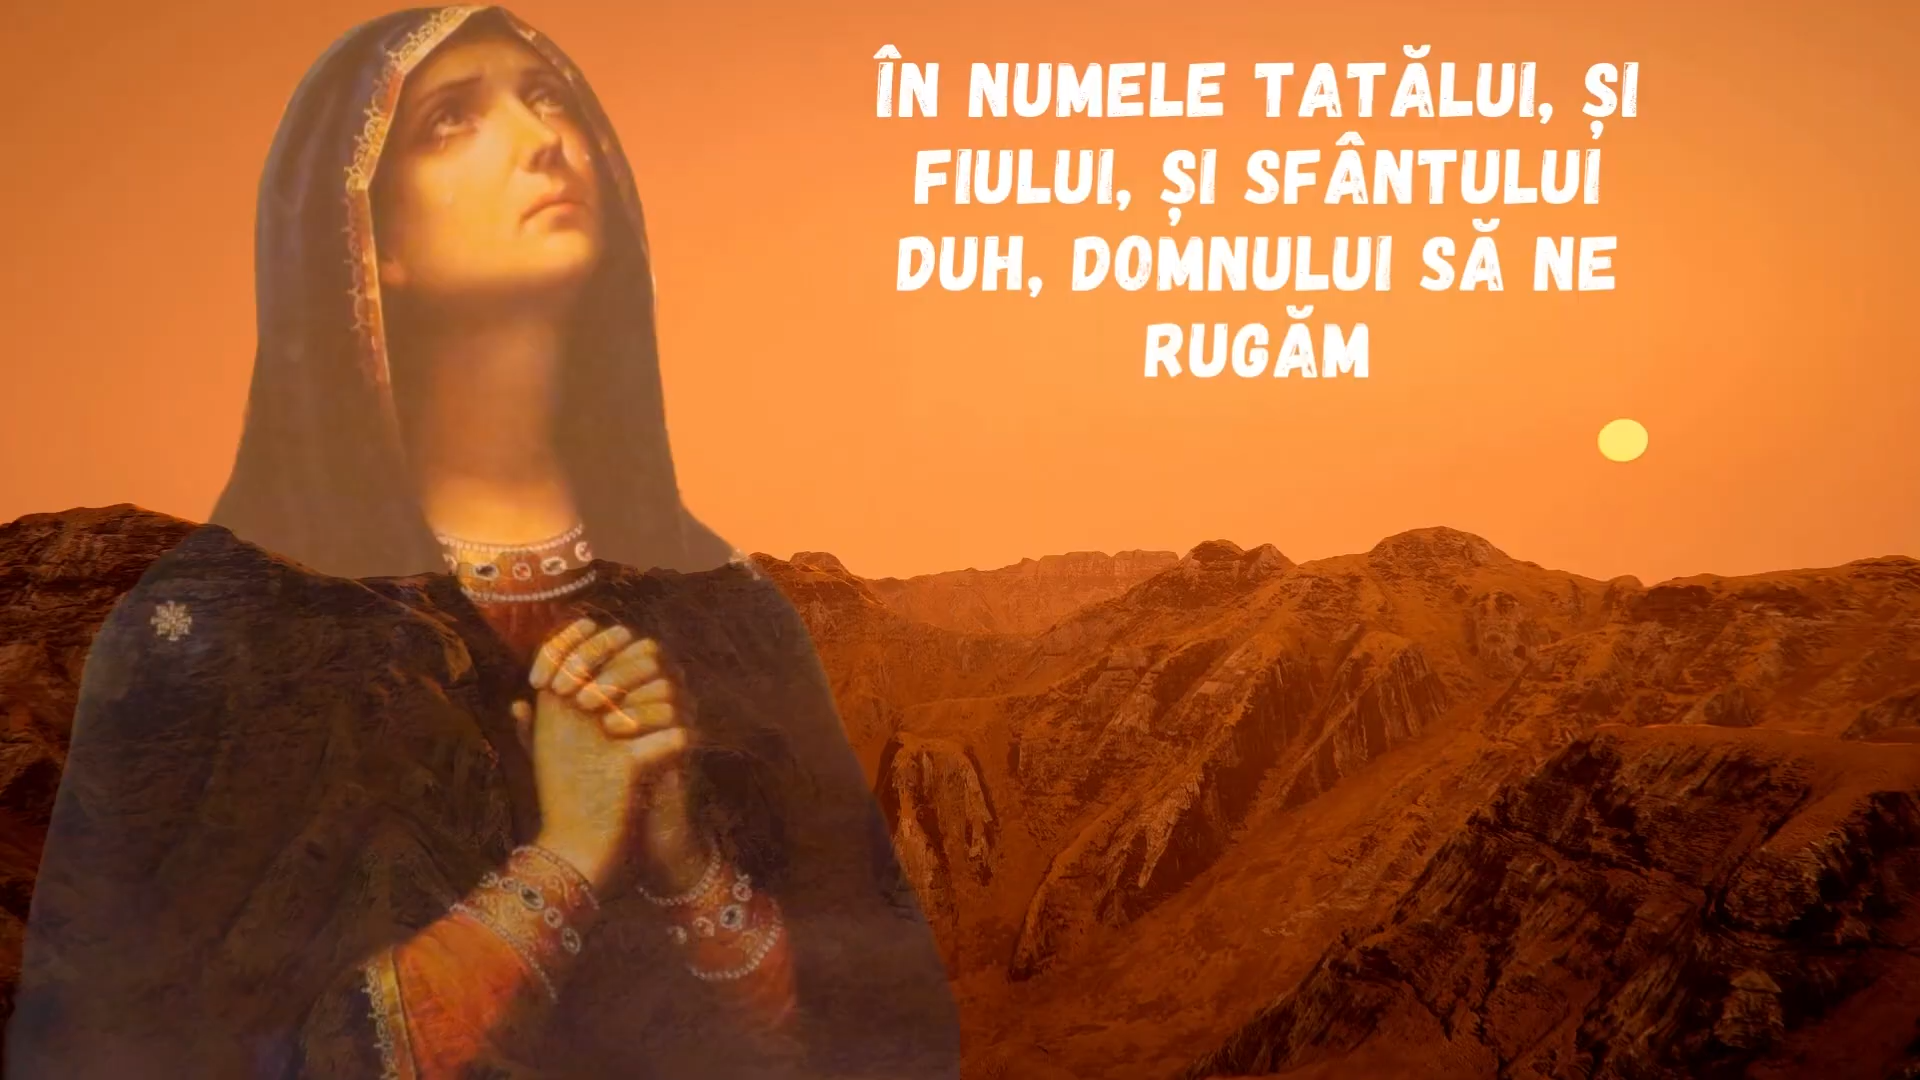 ÎN NUMELE TATĂLUI, ȘI
FIULUI, ȘI SFÂNTULUI
DUH, DOMNULUI SĂ NE
RUGĂM